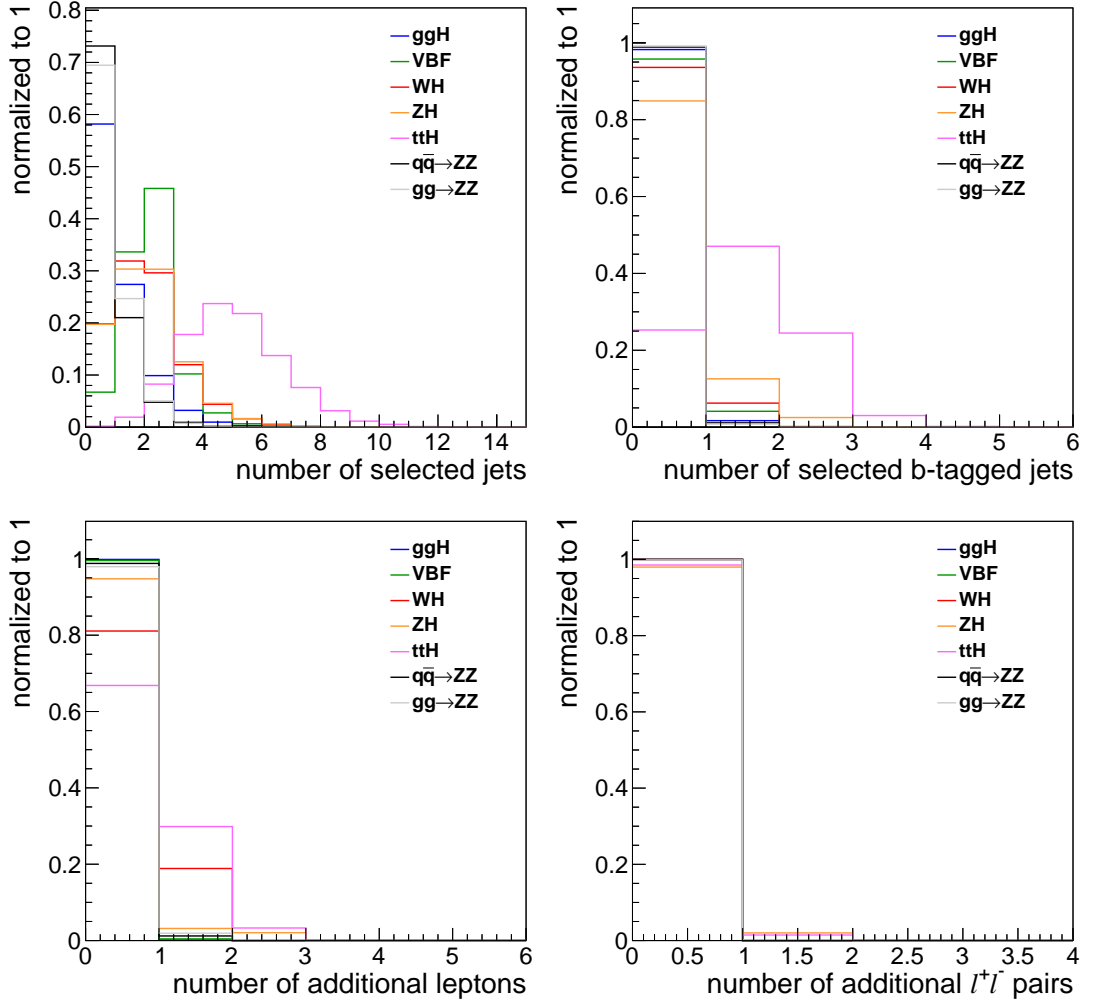 normalized to 1
0.8
0.7
0.6
0.5
0.4
0.3
0.2
0.1
0
0 2 4 6 8 10 12 14
number of selected jets
ggH
VBF
WH
ZH
ttH
qq̄→ZZ
gg→ZZ
normalized to 1
1
0.75
0.5
0.25
0
0 1 2 3 4 5 6
number of selected b-tagged jets
ggH
VBF
WH
ZH
ttH
qq̄→ZZ
gg→ZZ
normalized to 1
1
0.8
0.6
0.4
0.2
0
0 1 2 3 4 5 6
number of additional leptons
ggH
VBF
WH
ZH
ttH
qq̄→ZZ
gg→ZZ
normalized to 1
1
0.8
0.6
0.4
0.2
0
0 0.5 1 1.5 2 2.5 3 3.5 4
number of additional l⁺l⁻ pairs
ggH
VBF
WH
ZH
ttH
qq̄→ZZ
gg→ZZ